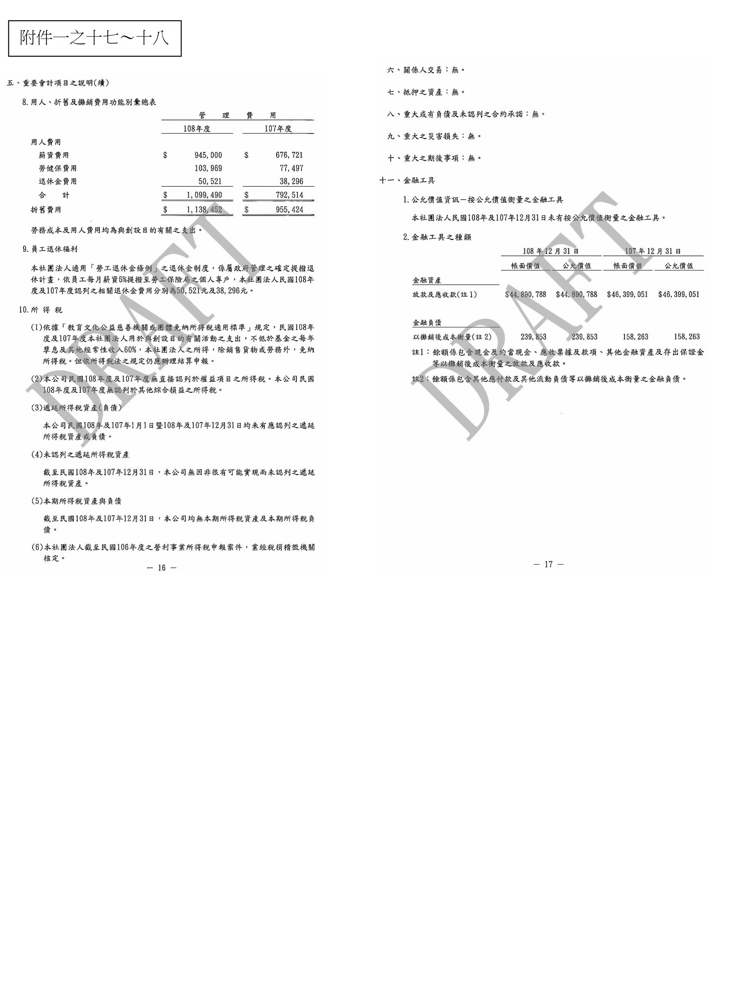 附件一之十七～十八
五、重要會計項目之說明(續)
8.用人、折舊及攤銷費用功能別彙總表
管 理 費 用
108年度 107年度
用人費用
薪資費用 $ 945,000 $ 676,721
勞健保費用 103,969 77,497
退休金費用 50,521 38,296
合 計 $ 1,099,490 $ 792,514
折舊費用 $ 1,138,452 $ 955,424
勞務成本及用人費用均為與創設目的有關之支出。
9.員工退休福利
本社團法人適用「勞工退休金條例」之退休金制度，係屬政府管理之確定提撥退
休計畫，依員工每月薪資6%提撥至勞工保險局之個人專戶，本社團法人民國108年
度及107年度認列之相關退休金費用分別為50,521元及38,296元。
10.所 得 稅
(1)依據「教育文化公益慈善機關或團體免納所得稅適用標準」規定，民國108年
度及107年度本社團法人用於與創設目的有關活動之支出，不低於基金之每年
孳息及其他經常性收入60%，本社團法人之所得，除銷售貨物或勞務外，免納
所得稅。但依所得稅法之規定仍應辦理結算申報。
(2)本公司民國108年度及107年度無直接認列於權益項目之所得稅。本公司民國
108年度及107年度無認列於其他綜合損益之所得稅。
(3)遞延所得稅資產(負債)
本公司民國108年及107年1月1日暨108年及107年12月31日均未有應認列之遞延
所得稅資產或負債。
(4)未認列之遞延所得稅資產
截至民國108年及107年12月31日，本公司無因非很有可能實現而未認列之遞延
所得稅資產。
(5)本期所得稅資產與負債
截至民國108年及107年12月31日，本公司均無本期所得稅資產及本期所得稅負
債。
(6)本社團法人截至民國106年度之營利事業所得稅申報案件，業經稅捐稽徵機關
核定。
— 16 —
DRAFT
六、關係人交易：無。
七、抵押之資產：無。
八、重大或有負債及未認列之合約承諾：無。
九、重大之災害損失：無。
十、重大之期後事項：無。
十一、金融工具
1.公允價值資訊－按公允價值衡量之金融工具
本社團法人民國108年及107年12月31日未有按公允價值衡量之金融工具。
2.金融工具之種類
108年12月31日 107年12月31日
帳面價值 公允價值 帳面價值 公允價值
金融資產
放款及應收款(註1) $44,890,788 $44,890,788 $46,399,051 $46,399,051
金融負債
以攤銷後成本衡量(註2) 239,853 239,853 158,263 158,263
註1：餘額係包含現金及約當現金、應收票據及款項、其他金融資產及存出保證金
等以攤銷後成本衡量之放款及應收款。
註2：餘額係包含其他應付款及其他流動負債等以攤銷後成本衡量之金融負債。
— 17 —
DRAFT